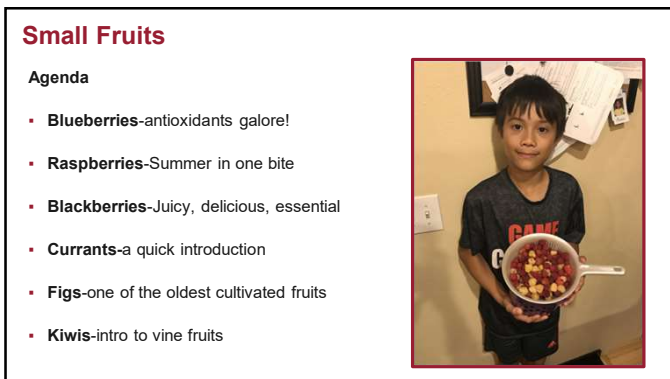 Small Fruits
Agenda
▪ Blueberries-antioxidants galore!
▪ Raspberries-Summer in one bite
▪ Blackberries-Juicy, delicious, essential
▪ Currants-a quick introduction
▪ Figs-one of the oldest cultivated fruits
▪ Kiwis-intro to vine fruits
GAME